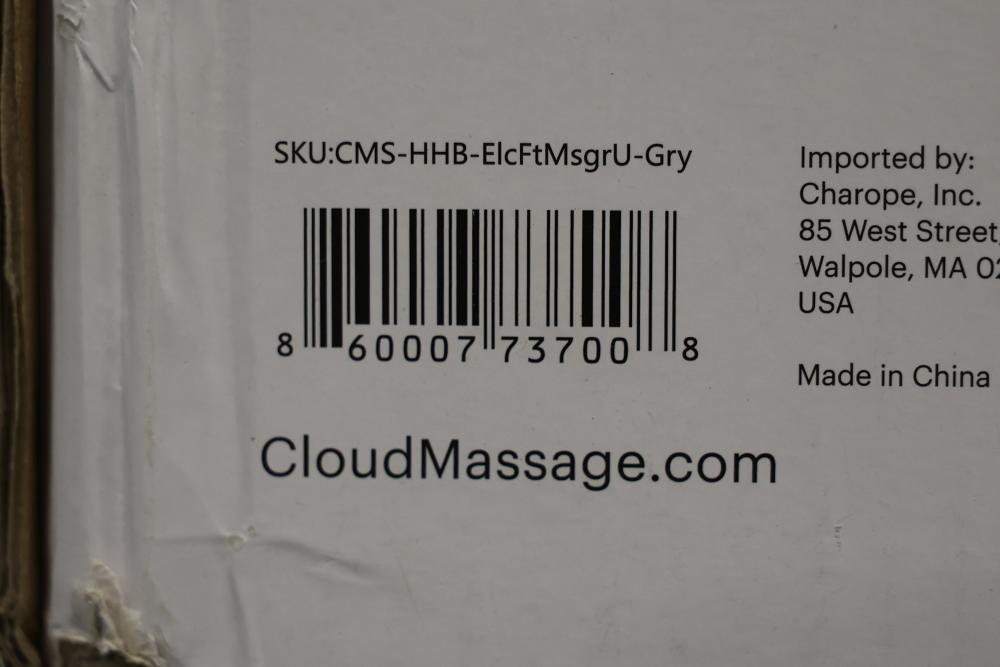 SKU:CMS-HHB-ElcFtMsgrU-Gry
8 60007 73700 8
CloudMassage.com
Imported by:
Charope, Inc.
85 West Street,
Walpole, MA 02
USA
Made in China